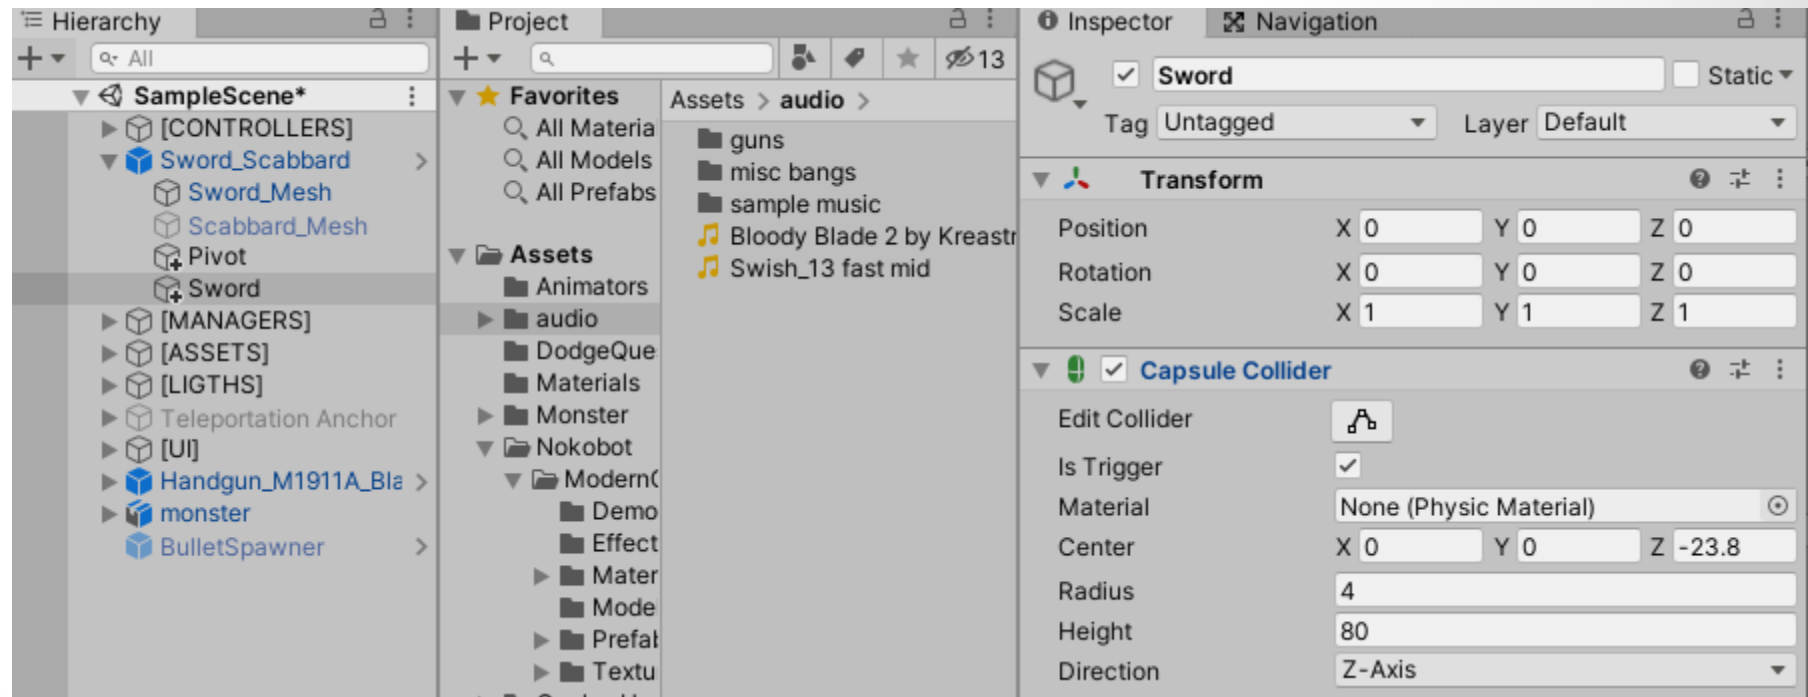 Hierarchy
All
SampleScene*
[CONTROLLERS]
Sword_Scabbard
Sword_Mesh
Scabbard_Mesh
Pivot
Sword
[MANAGERS]
[ASSETS]
[LIGTHS]
Teleportation Anchor
[UI]
Handgun_M1911A_Bla
monster
BulletSpawner
Project
13
Favorites
All Materia
All Models
All Prefabs
Assets
Animators
audio
DodgeQue
Materials
Monster
Nokobot
Modern
Demo
Effect
Mater
Mode
Prefal
Textu
Assets > audio >
guns
misc bangs
sample music
Bloody Blade 2 by Kreastr
Swish_13 fast mid
Inspector
Navigation
Sword
Static
Tag Untagged
Layer Default
Transform
Position X 0 Y 0 Z 0
Rotation X 0 Y 0 Z 0
Scale X 1 Y 1 Z 1
Capsule Collider
Edit Collider
Is Trigger
Material None (Physic Material)
Center X 0 Y 0 Z -23.8
Radius 4
Height 80
Direction Z-Axis